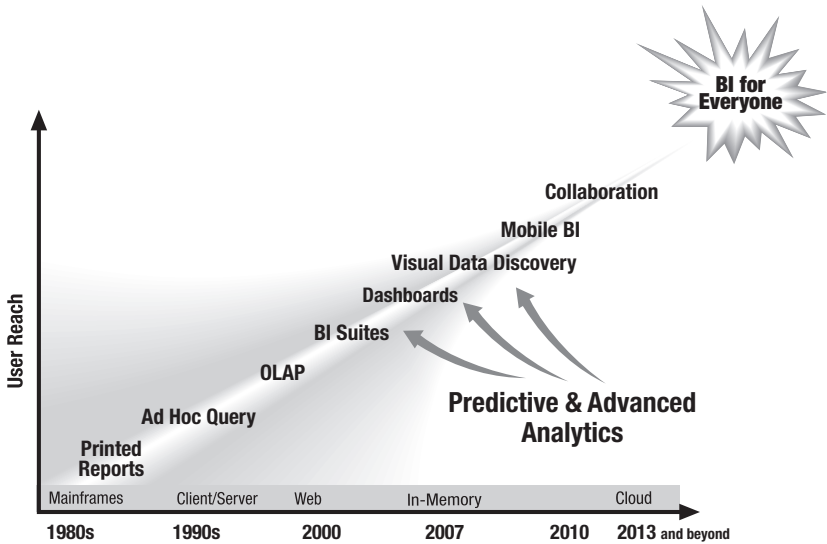 BI for
Everyone
Collaboration
Mobile BI
Visual Data Discovery
Dashboards
BI Suites
OLAP
Ad Hoc Query
Printed
Reports
Predictive & Advanced
Analytics
User Reach
Mainframes Client/Server Web In-Memory Cloud
1980s 1990s 2000 2007 2010 2013 and beyond